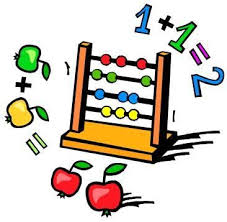 1+1=2
+
=